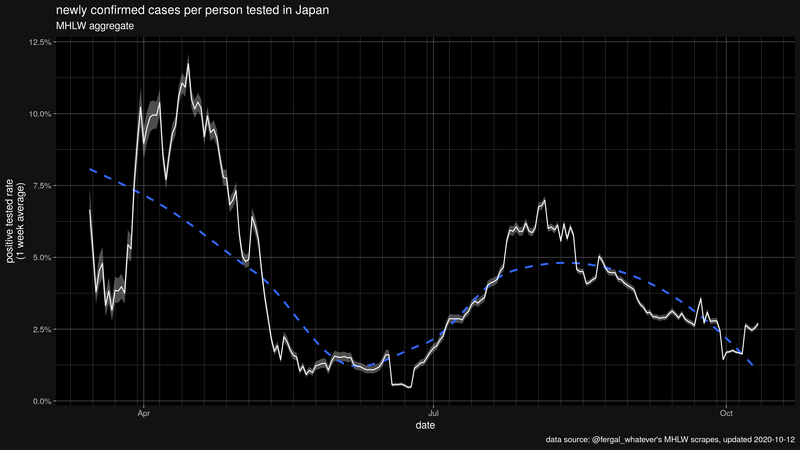 newly confirmed cases per person tested in Japan
MHLW aggregate
12.5%
10.0%
7.5%
5.0%
2.5%
0.0%
positive tested rate
(1 week average)
Apr
Jul
Oct
date
data source: @fergal_whatever's MHLW scrapes, updated 2020-10-12